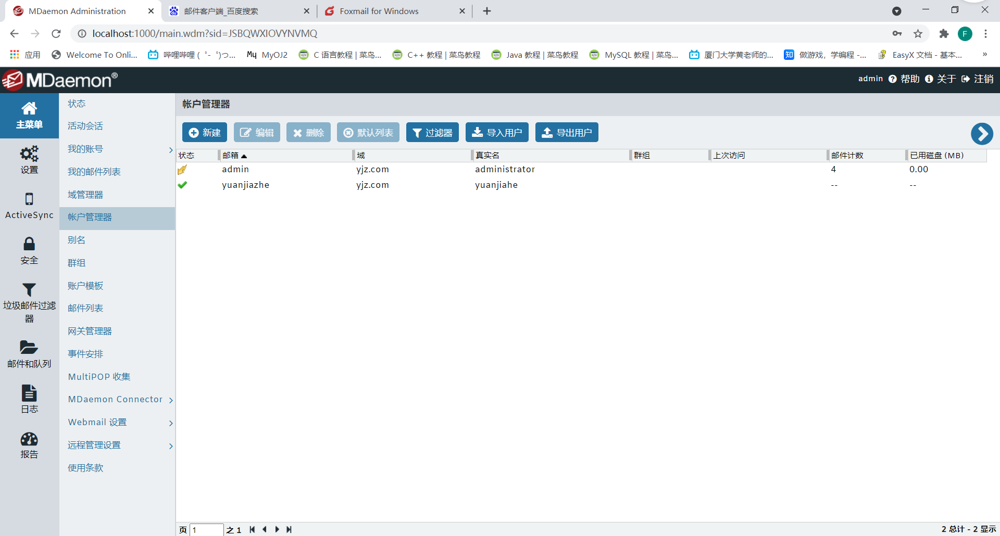 MDaemon Administration
邮件客户端_百度搜索
Foxmail for Windows
localhost:1000/main.wdm?sid=JSBQWXIOVYNVMQ
F
应用
Welcome To Onli...
哔哩哔哩 ( ゜- ゜)つ...
My MyOJ2
C 语言教程 | 菜鸟...
C++ 教程 | 菜鸟教程
Java 教程 | 菜鸟教程
MySQL 教程 | 菜鸟...
厦门大学黄老师的...
知 做游戏，学编程 -...
EasyX 文档 - 基本...
»
MDaemon®
admin 帮助 关于 注销
主菜单
设置
ActiveSync
安全
垃圾邮件过滤
器
邮件和队列
日志
报告
状态
活动会话
我的账号
我的邮件列表
域管理器
帐户管理器
别名
群组
账户模板
邮件列表
网关管理器
事件安排
MultiPOP 收集
MDaemon Connector
Webmail 设置
远程管理设置
使用条款
帐户管理器
新建 编辑 删除 默认列表 过滤器 导入用户 导出用户
状态 邮箱 域 真实名 群组 上次访问 邮件计数 已用磁盘 (MB)
admin yjz.com administrator 4 0.00
yuanjiazhe yjz.com yuanjiahe -- --
页 1 之 1
2 总计 - 2 显示